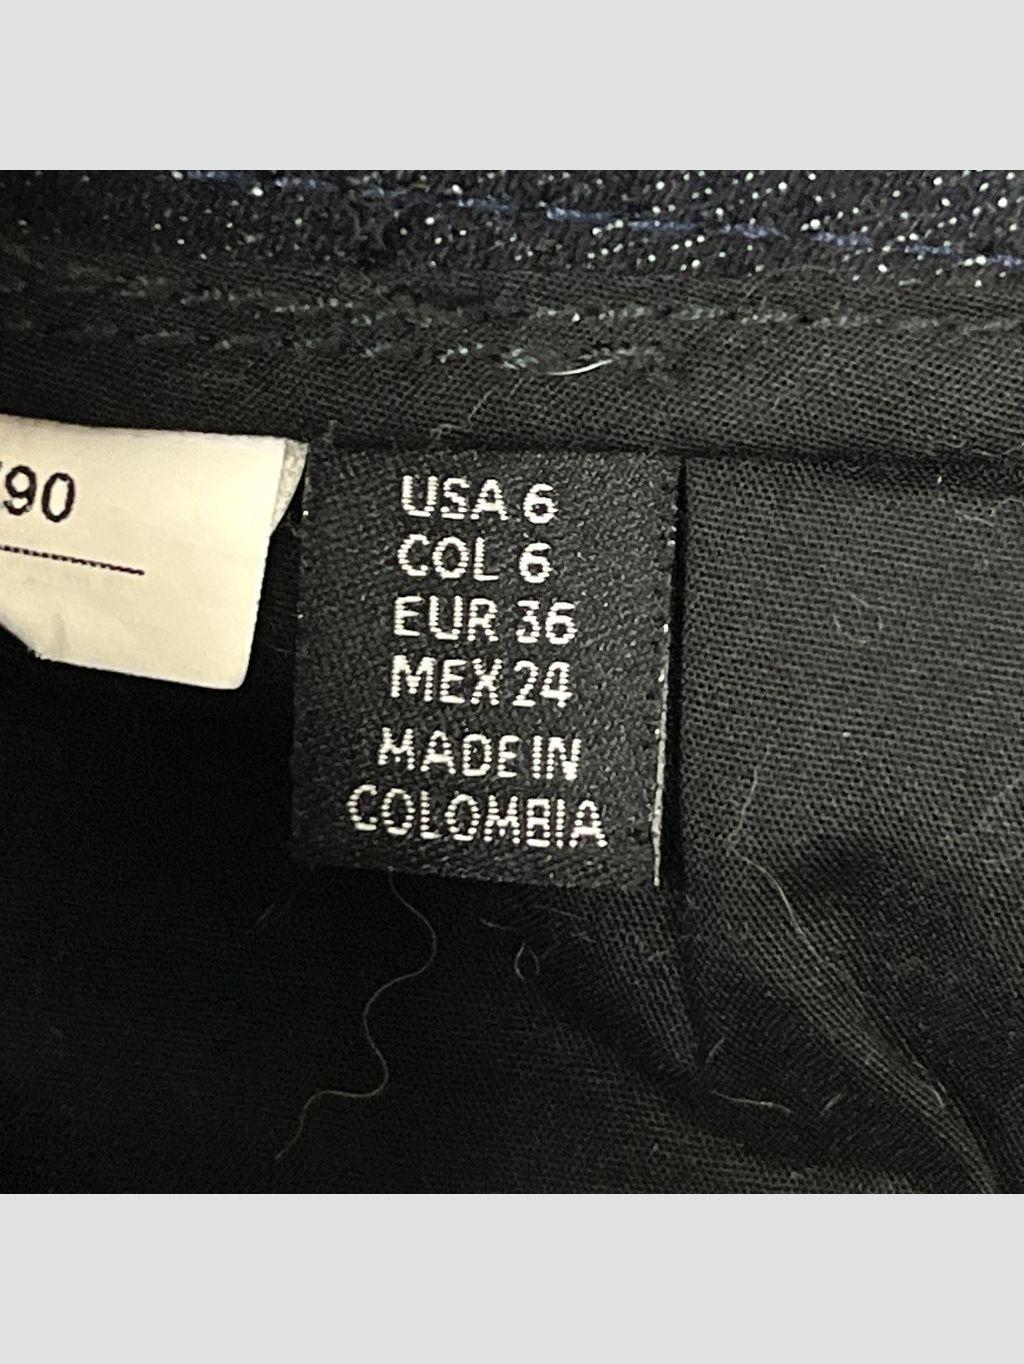 90
USA 6
COL 6
EUR 36
MEX 24
MADE IN
COLOMBIA